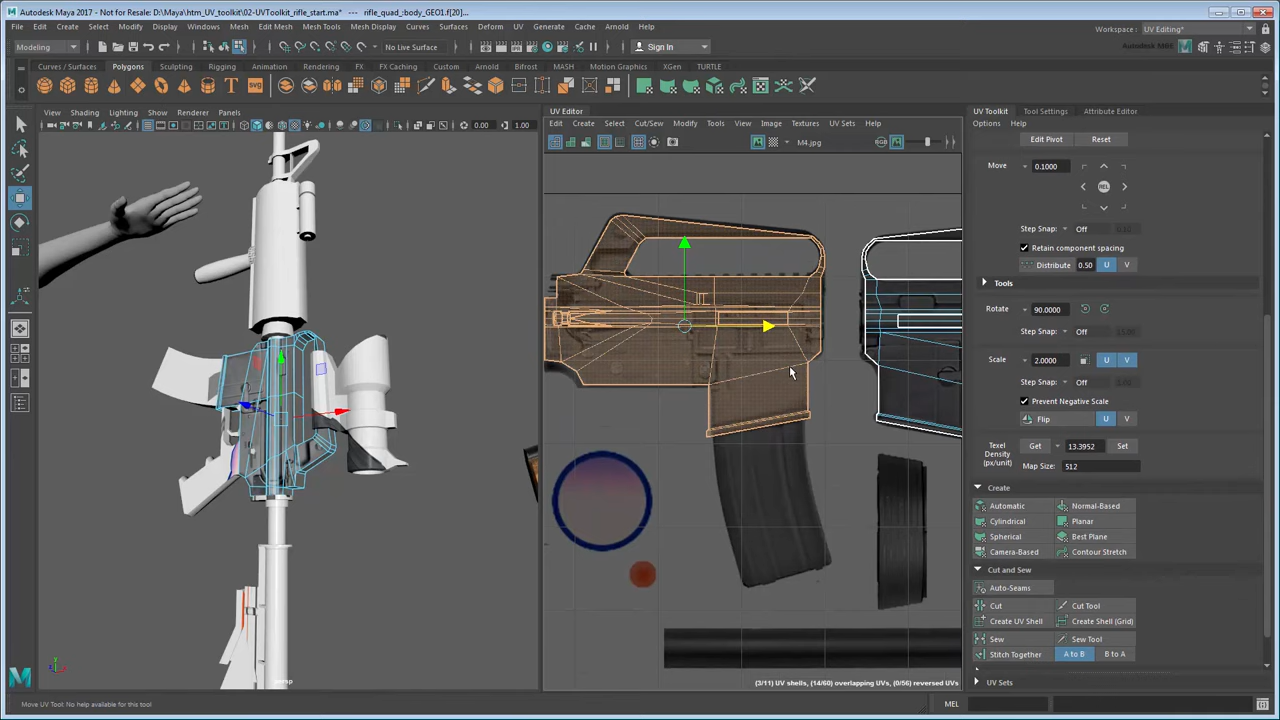 Autodesk Maya 2017 - Not for Resale: D:\Maya\htm_UV_toolkit\02-UVToolkit_rifle_start.ma* --- rifle_quad_:body_GEO1.f[20]...
File Edit Create Select Modify Display Windows Mesh Edit Mesh Mesh Tools Mesh Display Curves Surfaces Deform UV Generate Cache Arnold Help
Workspace: UV Editing*
Modeling No Live Surface Sign In Autodesk MBE
Curves / Surfaces Polygons Sculpting Rigging Animation Rendering FX FX Caching Custom Arnold Bifrost MASH Motion Graphics XGen TURTLE
View Shading Lighting Show Renderer Panels
0.00 1.00
persp
UV Editor
Edit Create Select Cut/Sew Modify Tools View Image Textures UV Sets Help
M4.jpg
(3/11) UV shells, (14/60) overlapping UVs, (0/56) reversed UVs
UV Toolkit Tool Settings Attribute Editor
Options Help
Edit Pivot Reset
Move 0.1000 REL
Step Snap: Off
Retain component spacing
Distribute 0.50 U V
Tools
Rotate 90.0000
Step Snap: Off
Scale 2.0000 U V
Step Snap: Off
Prevent Negative Scale
Flip U V
Texel Density (px/unit) Get 13.3952 Set
Map Size: 512
Create
Automatic Normal-Based
Cylindrical Planar
Spherical Best Plane
Camera-Based Contour Stretch
Cut and Sew
Auto-Seams
Cut Cut Tool
Create UV Shell Create Shell (Grid)
Sew Sew Tool
Stitch Together A to B B to A
UV Sets
Move UV Tool: No help available for this tool
MEL